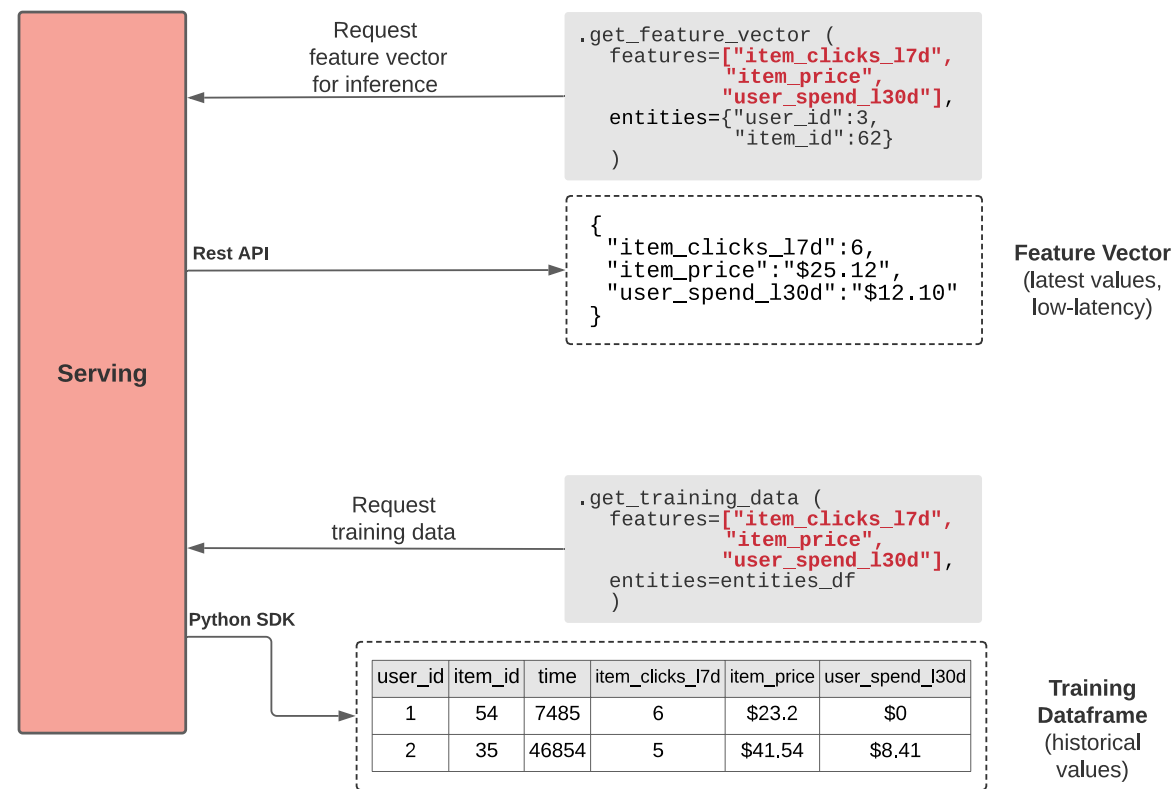 Request
feature vector
for inference
.get_feature_vector (
features=["item_clicks_l7d",
"item_price",
"user_spend_l30d"],
entities={"user_id":3,
"item_id":62}
)
Rest API
{
"item_clicks_l7d":6,
"item_price":"$25.12",
"user_spend_l30d":"$12.10"
}
Feature Vector
(latest values,
low-latency)
Serving
Request
training data
.get_training_data (
features=["item_clicks_l7d",
"item_price",
"user_spend_l30d"],
entities=entities_df
)
Python SDK
user_id item_id time item_clicks_l7d item_price user_spend_l30d
1 54 7485 6 $23.2 $0
2 35 46854 5 $41.54 $8.41
Training
Dataframe
(historical
values)